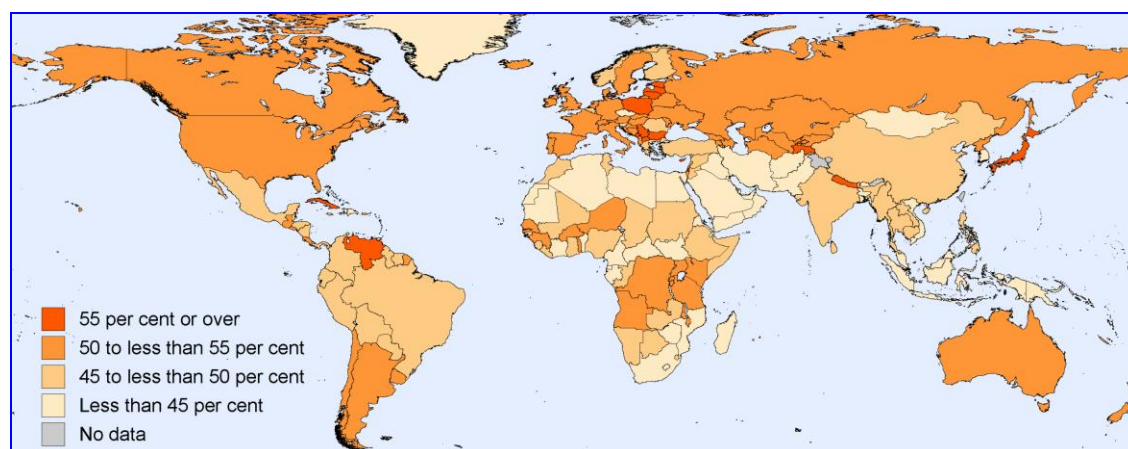 55 per cent or over
50 to less than 55 per cent
45 to less than 50 per cent
Less than 45 per cent
No data